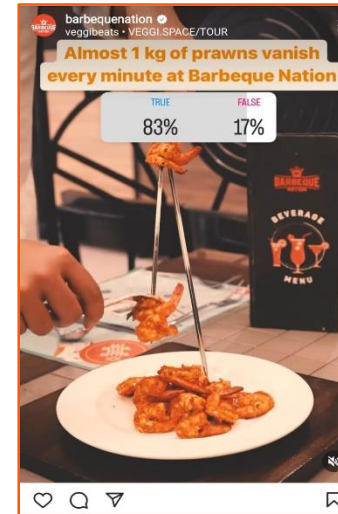 barbequenation
veggibeats • VEGGI.SPACE/TOUR
Almost 1 kg of prawns vanish
every minute at Barbeque Nation
TRUE
FALSE
83%
17%
BARBEQUE
NATION
BEVERAGE
MENU